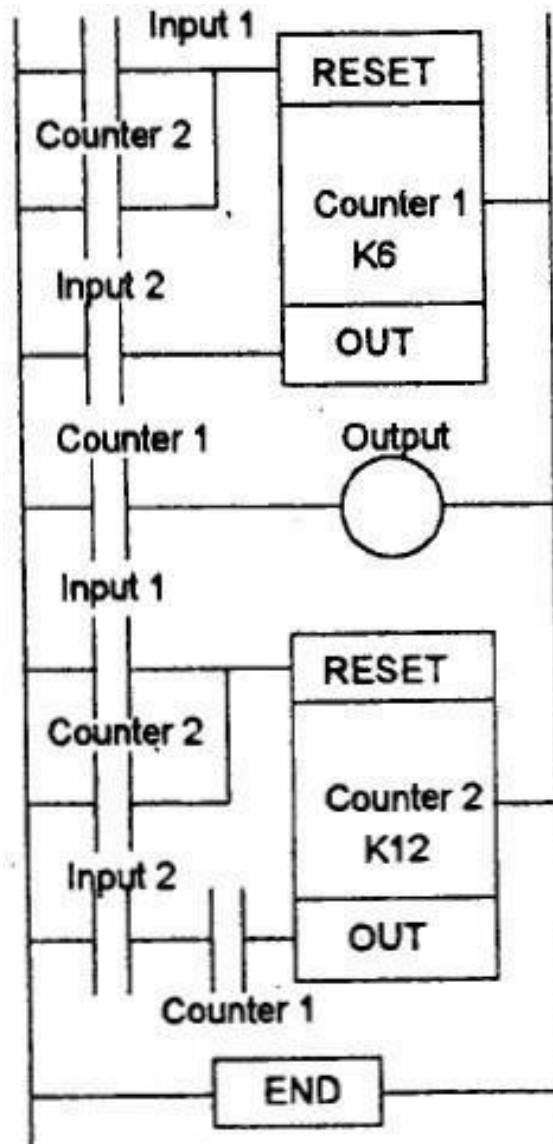 Input 1
RESET
Counter 2
Counter 1
K6
Input 2
OUT
Counter 1
Output
Input 1
RESET
Counter 2
Counter 2
K12
Input 2
OUT
Counter 1
END